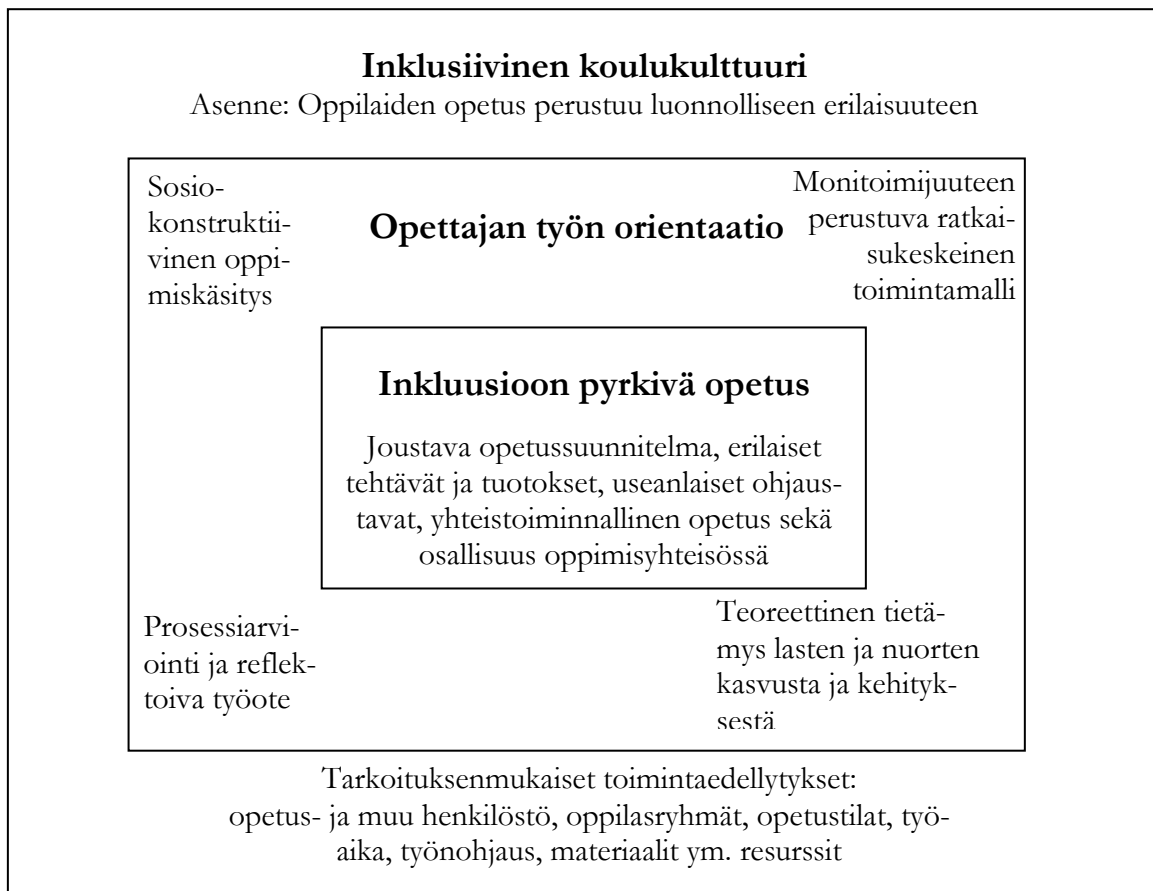 Inklusiivinen koulukulttuuri
Asenne: Oppilaiden opetus perustuu luonnolliseen erilaisuuteen
Sosio-
konstruktii-
vinen oppi-
miskäsitys
Opettajan työn orientaatio
Monitoimijuuteen
perustuva ratkai-
sukeskeinen
toimintamalli
Inkluusioon pyrkivä opetus
Joustava opetussuunnitelma, erilaiset
tehtävät ja tuotokset, useanlaiset ohjaus-
tavat, yhteistoiminnallinen opetus sekä
osallisuus oppimisyhteisössä
Prosessiarvi-
ointi ja reflek-
toiva työote
Teoreettinen tietä-
mys lasten ja nuorten
kasvusta ja kehityk-
sestä
Tarkoituksenmukaiset toimintaedellytykset:
opetus- ja muu henkilöstö, oppilasryhmät, opetustilat, työ-
aika, työnohjaus, materiaalit ym. resurssit